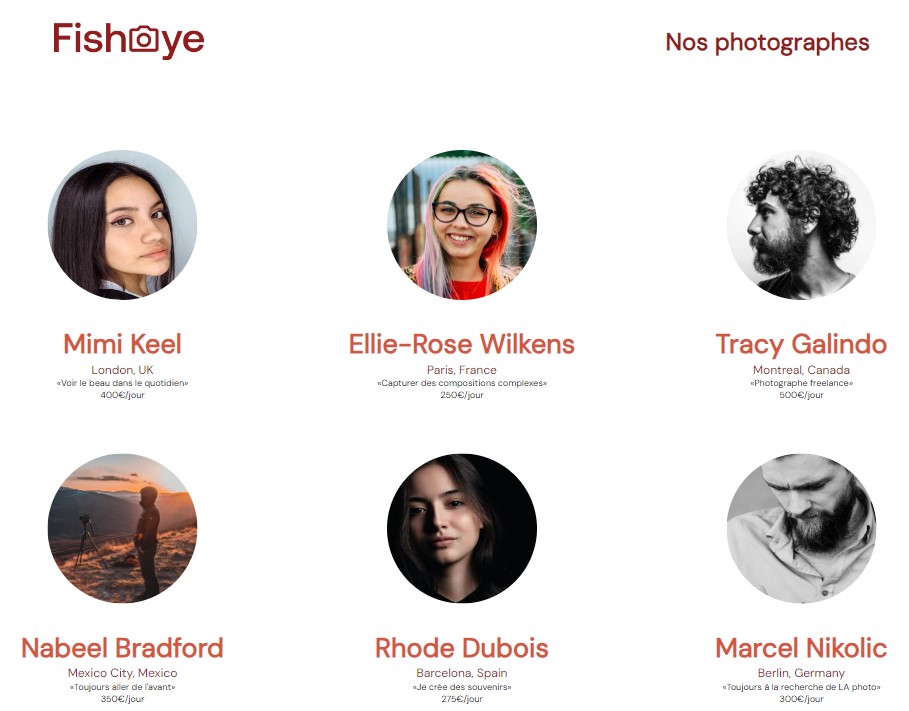 Fisheye
Nos photographes
Mimi Keel
London, UK
«Voir le beau dans le quotidien»
400€/jour
Ellie-Rose Wilkens
Paris, France
«Capturer des compositions complexes»
250€/jour
Tracy Galindo
Montreal, Canada
«Photographe freelance»
500€/jour
Nabeel Bradford
Mexico City, Mexico
«Toujours aller de l'avant»
350€/jour
Rhode Dubois
Barcelona, Spain
«Je crée des souvenirs»
275€/jour
Marcel Nikolic
Berlin, Germany
«Toujours à la recherche de LA photo»
300€/jour